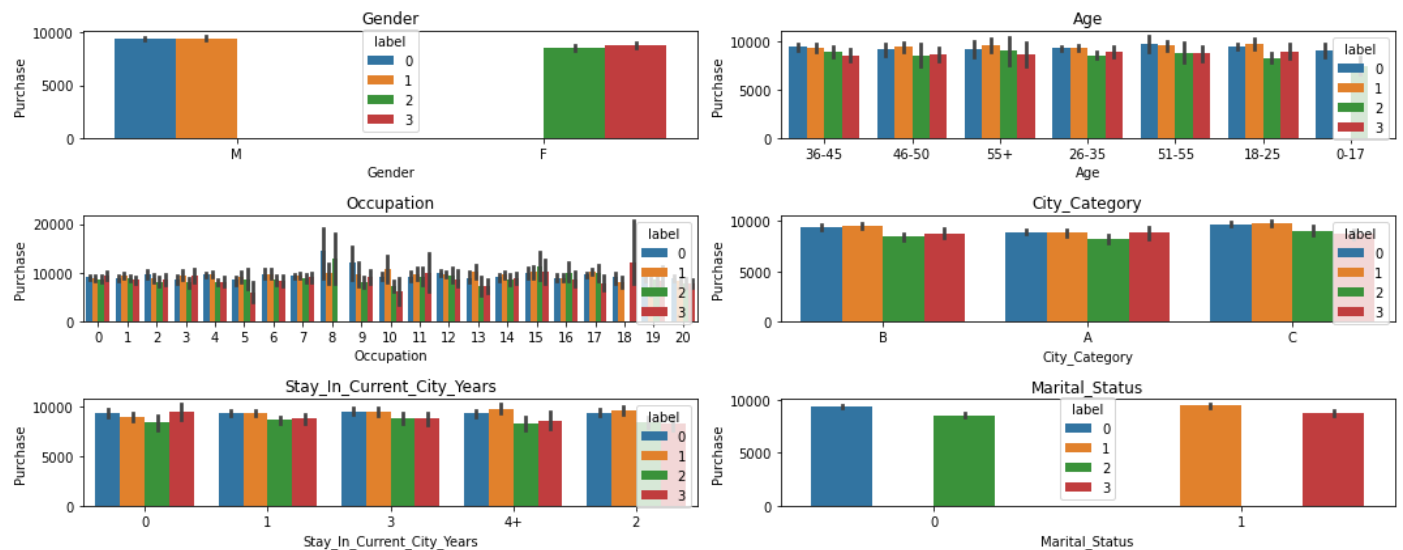 Gender
10000
5000
0
Purchase
label
0
1
2
3
M F
Gender
Age
10000
5000
0
Purchase
label
0
1
2
3
36-45 46-50 55+ 26-35 51-55 18-25 0-17
Age
Occupation
20000
10000
0
Purchase
label
0
1
2
3
0 1 2 3 4 5 6 7 8 9 10 11 12 13 14 15 16 17 18 19 20
Occupation
City_Category
10000
5000
0
Purchase
label
0
1
2
3
B A C
City_Category
Stay_In_Current_City_Years
10000
5000
0
Purchase
label
0
1
2
3
0 1 3 4+ 2
Stay_In_Current_City_Years
Marital_Status
10000
5000
0
Purchase
label
0
1
2
3
0 1
Marital_Status